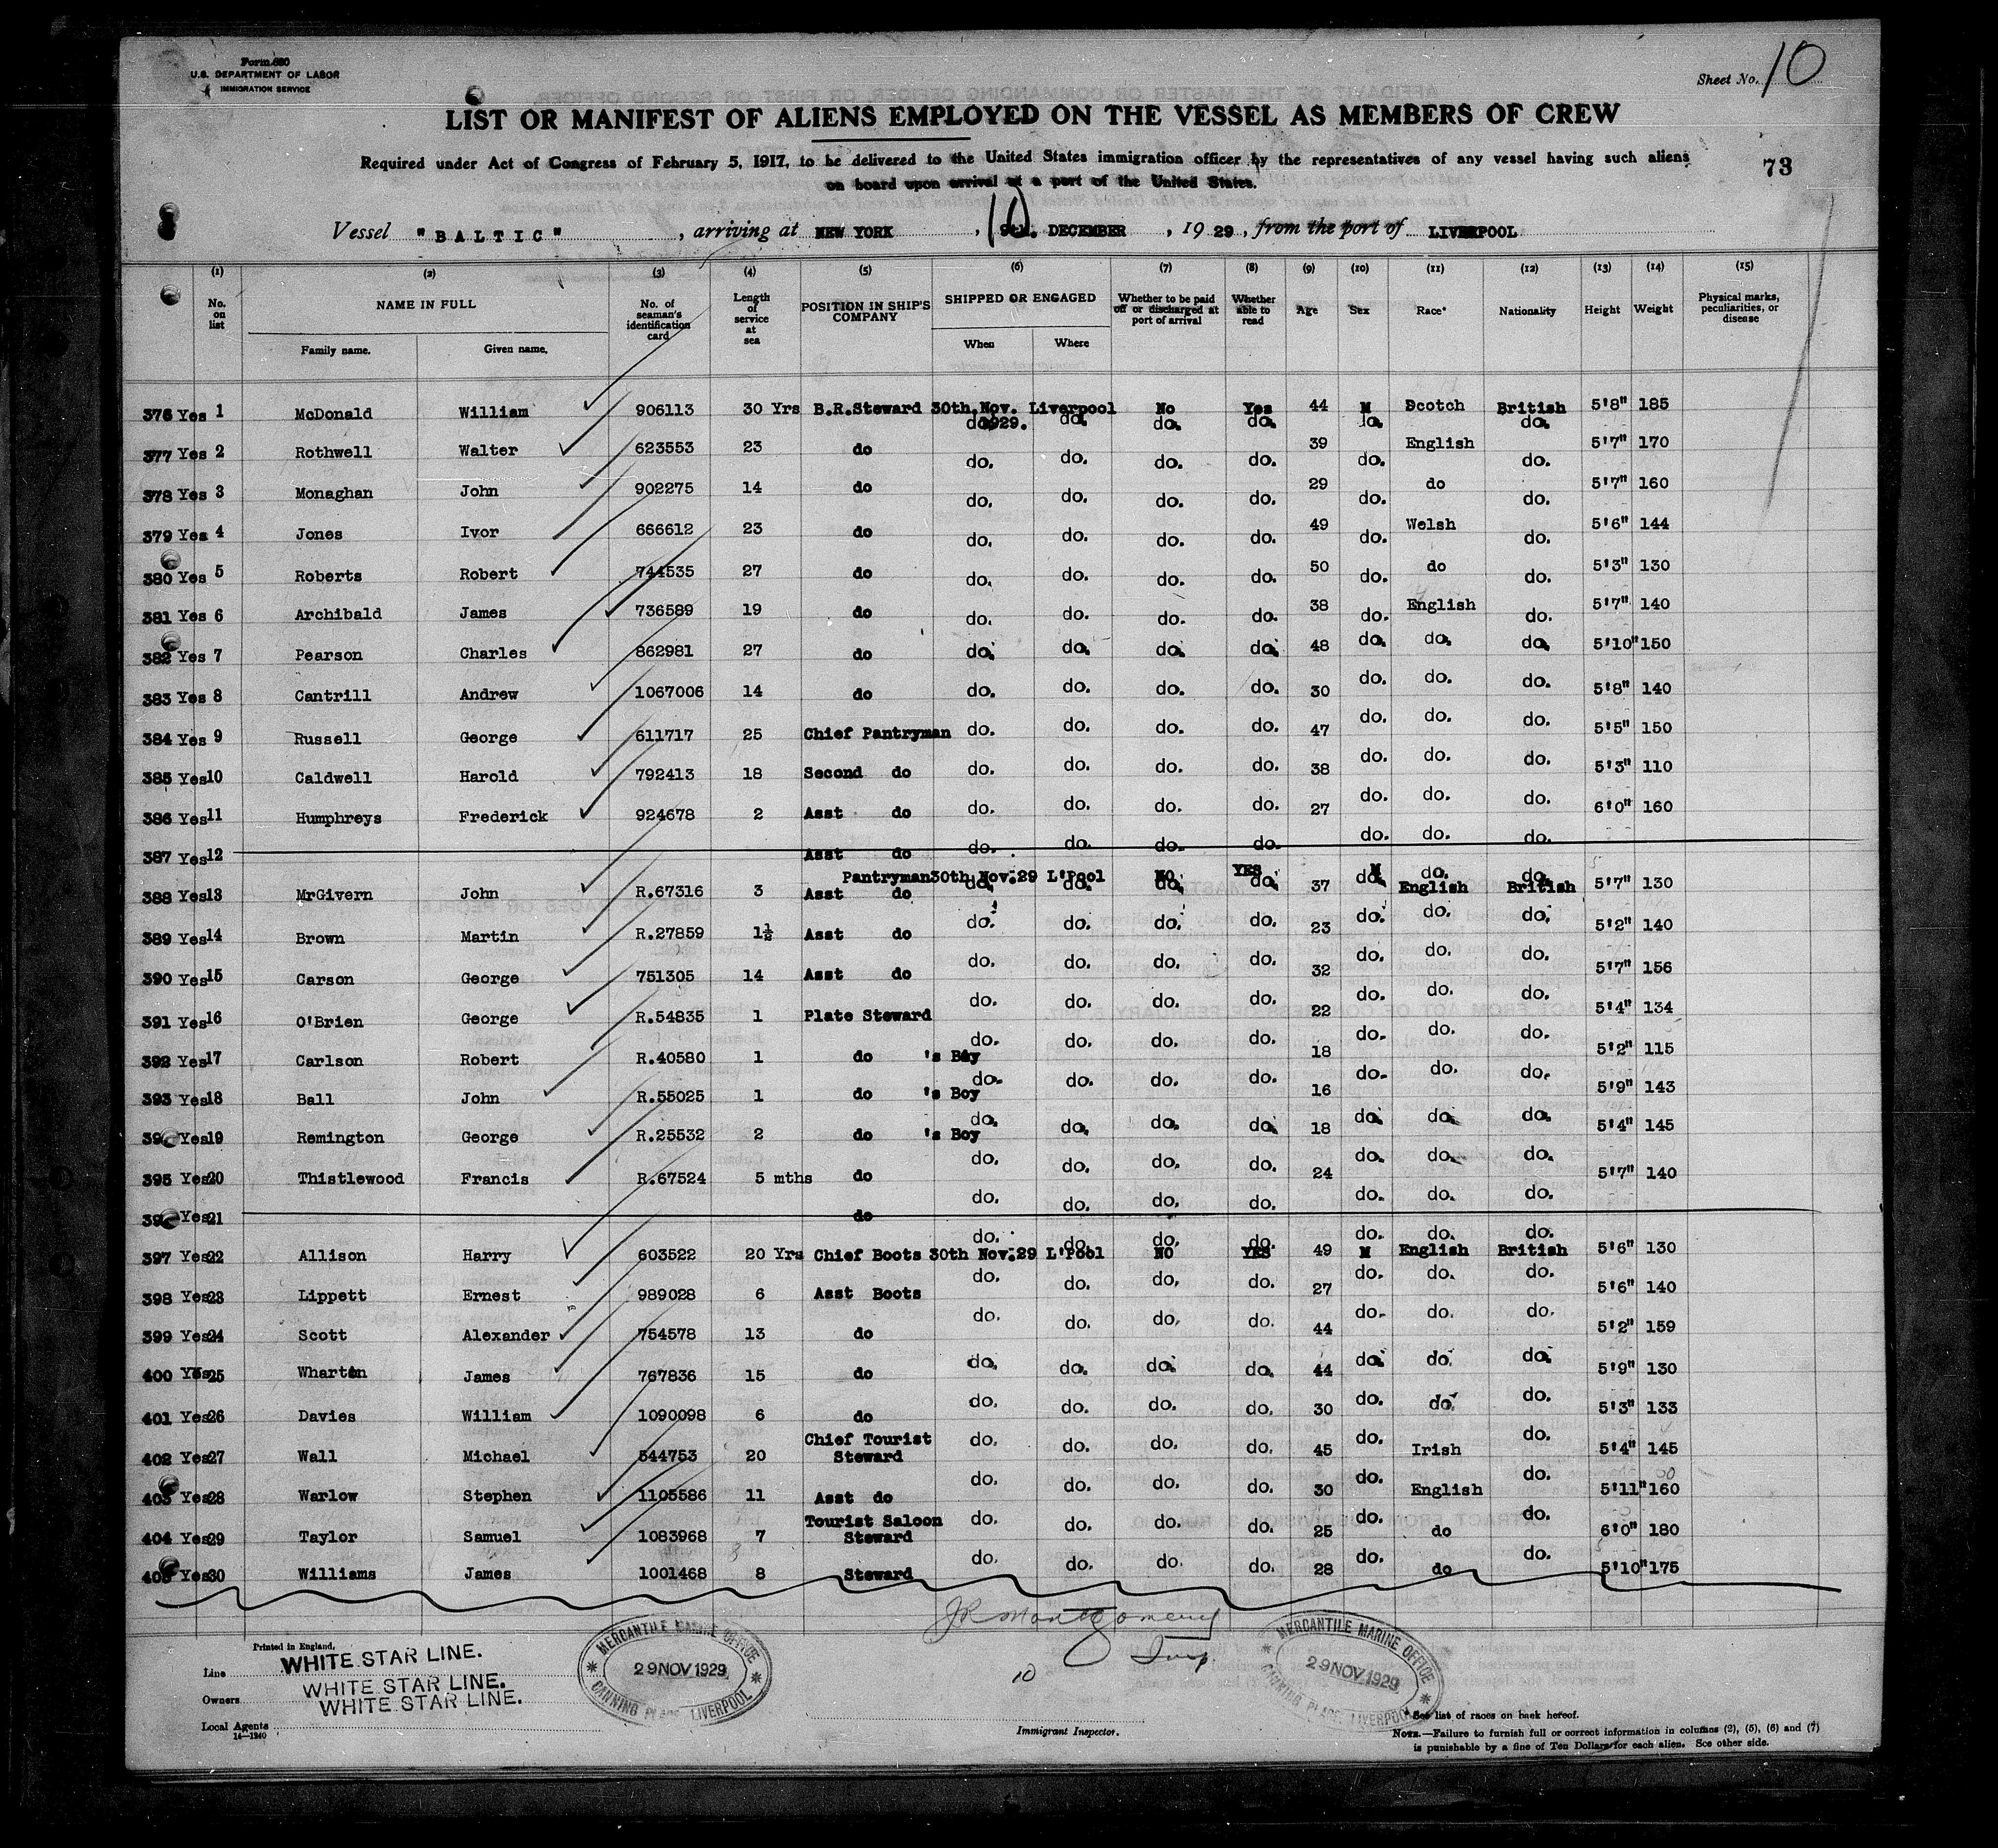 Form 680
U.S. DEPARTMENT OF LABOR
IMMIGRATION SERVICE
Sheet No. 10
LIST OR MANIFEST OF ALIENS EMPLOYED ON THE VESSEL AS MEMBERS OF CREW
Required under Act of Congress of February 5, 1917, to be delivered to the United States immigration officer by the representatives of any vessel having such aliens
on board upon arrival at a port of the United States.
73
Vessel "BALTIC", arriving at NEW YORK, 10 DECEMBER, 1929, from the port of LIVERPOOL
(1) (2) (3) (4) (5) (6) (7) (8) (9) (10) (11) (12) (13) (14) (15)
No. on list NAME IN FULL No. of seaman's identification card Length of service at sea POSITION IN SHIP'S COMPANY SHIPPED OR ENGAGED Whether to be paid off or discharged at port of arrival Whether able to read Age Sex Race* Nationality Height Weight Physical marks, peculiarities, or disease
Family name. Given name. When Where
376 Yes 1 McDonald William 906113 30 Yrs B.R.Steward 30th.Nov. 1929. Liverpool No Yes 44 M Scotch British 5'8" 185
377 Yes 2 Rothwell Walter 623553 23 do do. do. do. do. 39 do. English do. 5'7" 170
378 Yes 3 Monaghan John 902275 14 do do. do. do. do. 29 do. do do. 5'7" 160
379 Yes 4 Jones Ivor 666612 23 do do. do. do. do. 49 do. Welsh do. 5'6" 144
380 Yes 5 Roberts Robert 744535 27 do do. do. do. do. 50 do. do do. 5'3" 130
381 Yes 6 Archibald James 736589 19 do do. do. do. do. 38 do. English do. 5'7" 140
382 Yes 7 Pearson Charles 862981 27 do do. do. do. do. 48 do. do. do. 5'10" 150
383 Yes 8 Cantrill Andrew 1067006 14 do do. do. do. do. 30 do. do. do. 5'8" 140
384 Yes 9 Russell George 611717 25 Chief Pantryman do. do. do. do. 47 do. do. do. 5'5" 150
385 Yes 10 Caldwell Harold 792413 18 Second do do. do. do. do. 38 do. do. do. 5'3" 110
386 Yes 11 Humphreys Frederick 924678 2 Asst do do. do. do. do. 27 do. do. do. 6'0" 160
387 Yes 12 Asst do do. do. do. do. do. do. do.
388 Yes 13 MrGivern John R.67316 3 Asst do Pantryman 30th Nov.29 L'Pool NO YES 37 M English British 5'7" 130
389 Yes 14 Brown Martin R.27859 1½ Asst do do. do. do. do. 23 do. do. do. 5'2" 140
390 Yes 15 Carson George 751305 14 Asst do do. do. do. do. 32 do. do. do. 5'7" 156
391 Yes 16 O'Brien George R.54835 1 Plate Steward do. do. do. do. 22 do. do. do. 5'4" 134
392 Yes 17 Carlson Robert R.40580 1 do 's Boy do. do. do. do. 18 do. do. do. 5'2" 115
393 Yes 18 Ball John R.55025 1 do 's Boy do. do. do. do. 16 do. do. do. 5'9" 143
Yes 19 Remington George R.25532 2 do 's Boy do. do. do. do. 18 do. do. do. 5'4" 145
395 Yes 20 Thistlewood Francis R.67524 5 mths do do. do. do. do. 24 do. do. do. 5'7" 140
Yes 21 do do. do. do. do. do. do. do.
397 Yes 22 Allison Harry 603522 20 Yrs Chief Boots 30th Nov.29 L'Pool NO YES 49 M English British 5'6" 130
398 Yes 23 Lippett Ernest 989028 6 Asst Boots do. do. do. do. 27 do. do. do. 5'6" 140
399 Yes 24 Scott Alexander 754578 13 do do. do. do. do. 44 do. do. do. 5'2" 159
400 Yes 25 Wharton James 767836 15 do do. do. do. do. 44 do. do. do. 5'9" 130
401 Yes 26 Davies William 1090098 6 do do. do. do. do. 30 do. do. do. 5'3" 133
402 Yes 27 Wall Michael 544753 20 Chief Tourist Steward do. do. do. do. 45 do. Irish do. 5'4" 145
403 Yes 28 Warlow Stephen 1105586 11 Asst do do. do. do. do. 30 do. English do. 5'11" 160
404 Yes 29 Taylor Samuel 1083968 7 Tourist Saloon Steward do. do. do. do. 25 do. do do. 6'0" 180
405 Yes 30 Williams James 1001468 8 Steward do. do. do. do. 28 do. do do. 5'10" 175
JR Montgomery
Insp.
10
Printed in England.
Line WHITE STAR LINE.
Owners WHITE STAR LINE.
WHITE STAR LINE.
Local Agents
14—1240
MERCANTILE MARINE OFFICE
29 NOV 1929
CANNING PLACE, LIVERPOOL
MERCANTILE MARINE OFFICE
29 NOV 1929
CANNING PLACE, LIVERPOOL
Immigrant Inspector.
*See list of races on back hereof.
NOTE.—Failure to furnish full or correct information in columns (2), (5), (6) and (7)
is punishable by a fine of Ten Dollars for each alien. See other side.